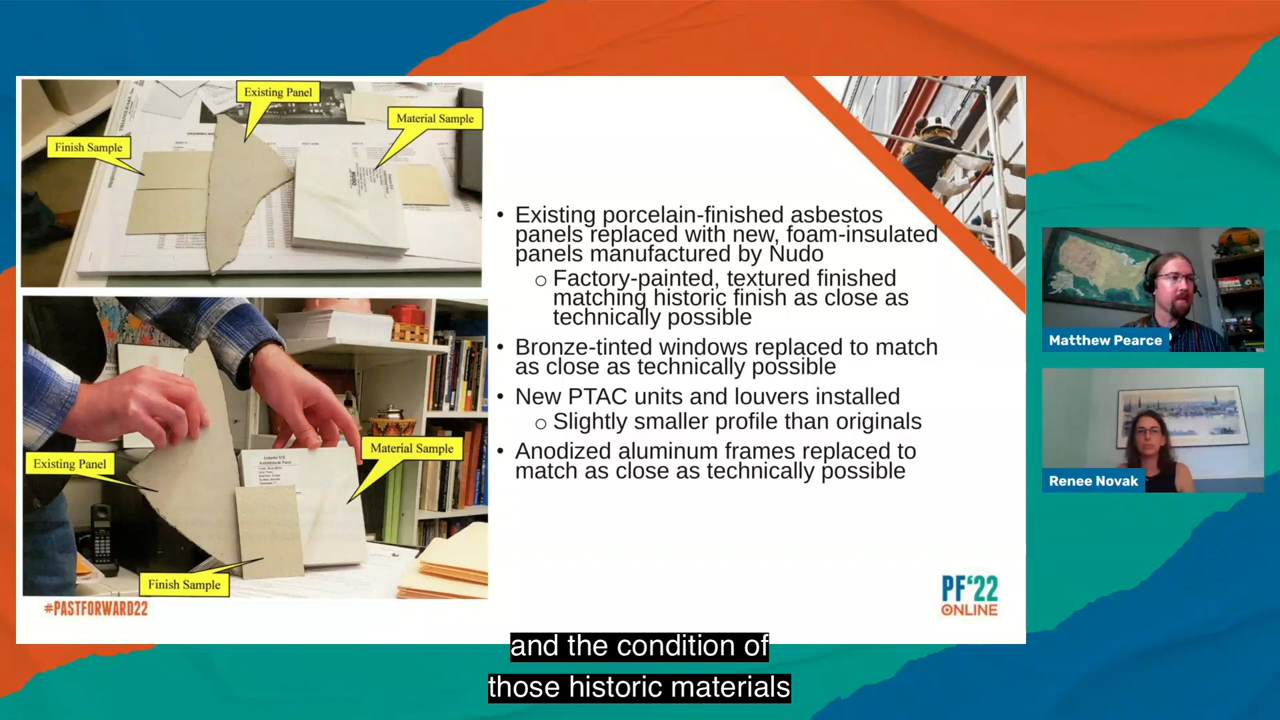 Existing Panel
Material Sample
Finish Sample
Existing Panel
Material Sample
Finish Sample
• Existing porcelain-finished asbestos
panels replaced with new, foam-insulated
panels manufactured by Nudo
o Factory-painted, textured finished
matching historic finish as close as
technically possible
• Bronze-tinted windows replaced to match
as close as technically possible
• New PTAC units and louvers installed
o Slightly smaller profile than originals
• Anodized aluminum frames replaced to
match as close as technically possible
#PASTFORWARD22
PF‘22
ONLINE
Matthew Pearce
Renee Novak
and the condition of
those historic materials